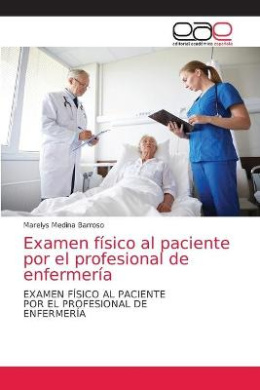 eae
editorial académica española
Marelys Medina Barroso
Examen físico al paciente
por el profesional de
enfermería
EXAMEN FÍSICO AL PACIENTE
POR EL PROFESIONAL DE
ENFERMERÍA